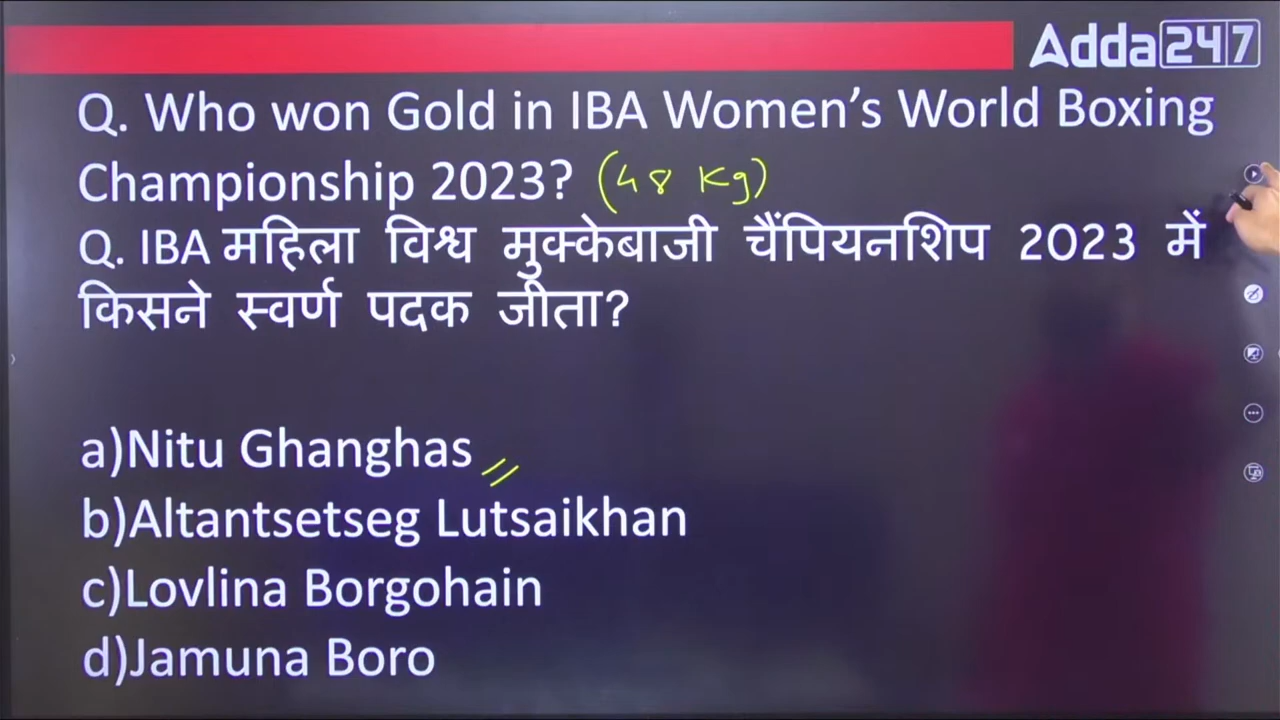 Adda247
Q. Who won Gold in IBA Women’s World Boxing
Championship 2023? (48 Kg)
Q. IBA महिला विश्व मुक्केबाजी चैंपियनशिप 2023 में
किसने स्वर्ण पदक जीता?
a)Nitu Ghanghas
b)Altantsetseg Lutsaikhan
c)Lovlina Borgohain
d)Jamuna Boro